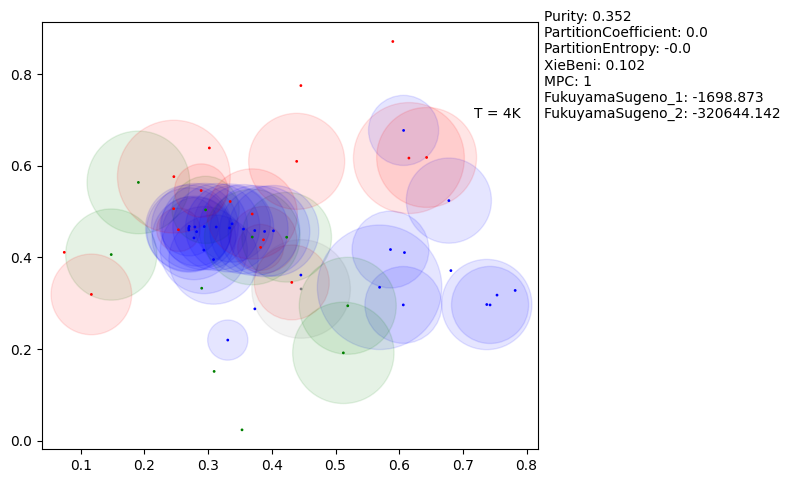 Purity: 0.352
PartitionCoefficient: 0.0
PartitionEntropy: -0.0
XieBeni: 0.102
MPC: 1
FukuyamaSugeno_1: -1698.873
FukuyamaSugeno_2: -320644.142
T = 4K
0.8
0.6
0.4
0.2
0.0
0.1 0.2 0.3 0.4 0.5 0.6 0.7 0.8